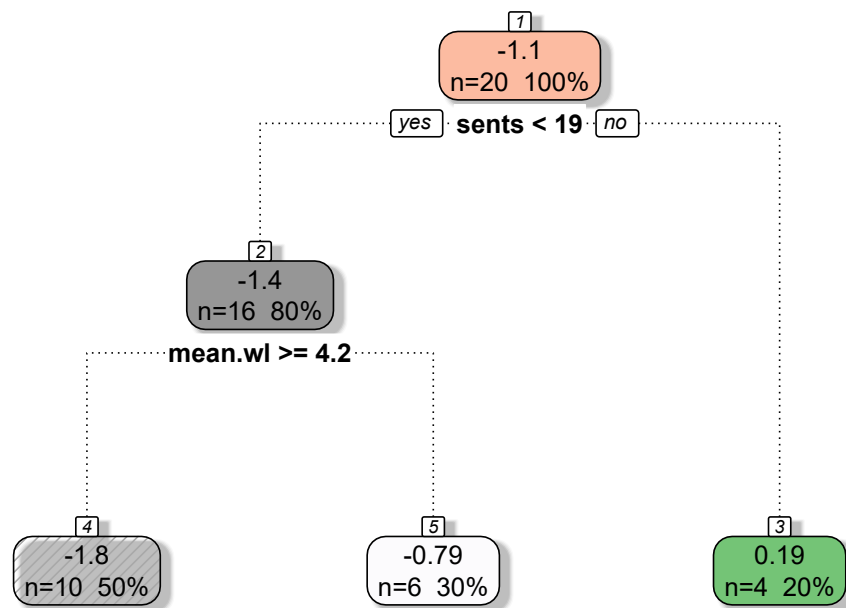 1
-1.1
n=20 100%
yes sents < 19 no
2
-1.4
n=16 80%
mean.wl >= 4.2
4
-1.8
n=10 50%
5
-0.79
n=6 30%
3
0.19
n=4 20%